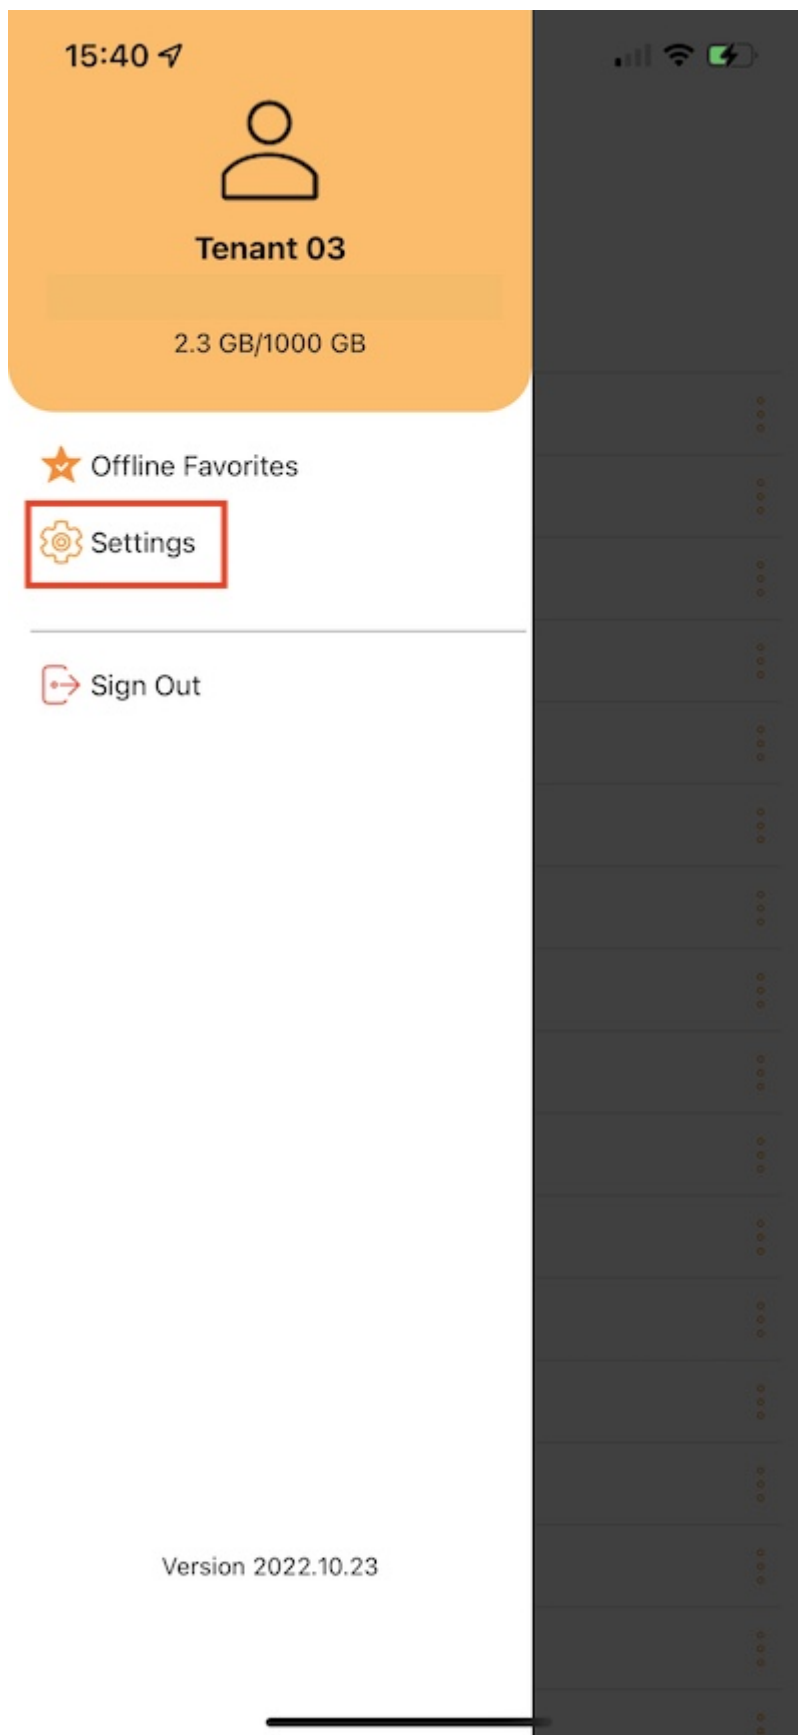 15:40
Tenant 03
2.3 GB/1000 GB
Offline Favorites
Settings
Sign Out
Version 2022.10.23